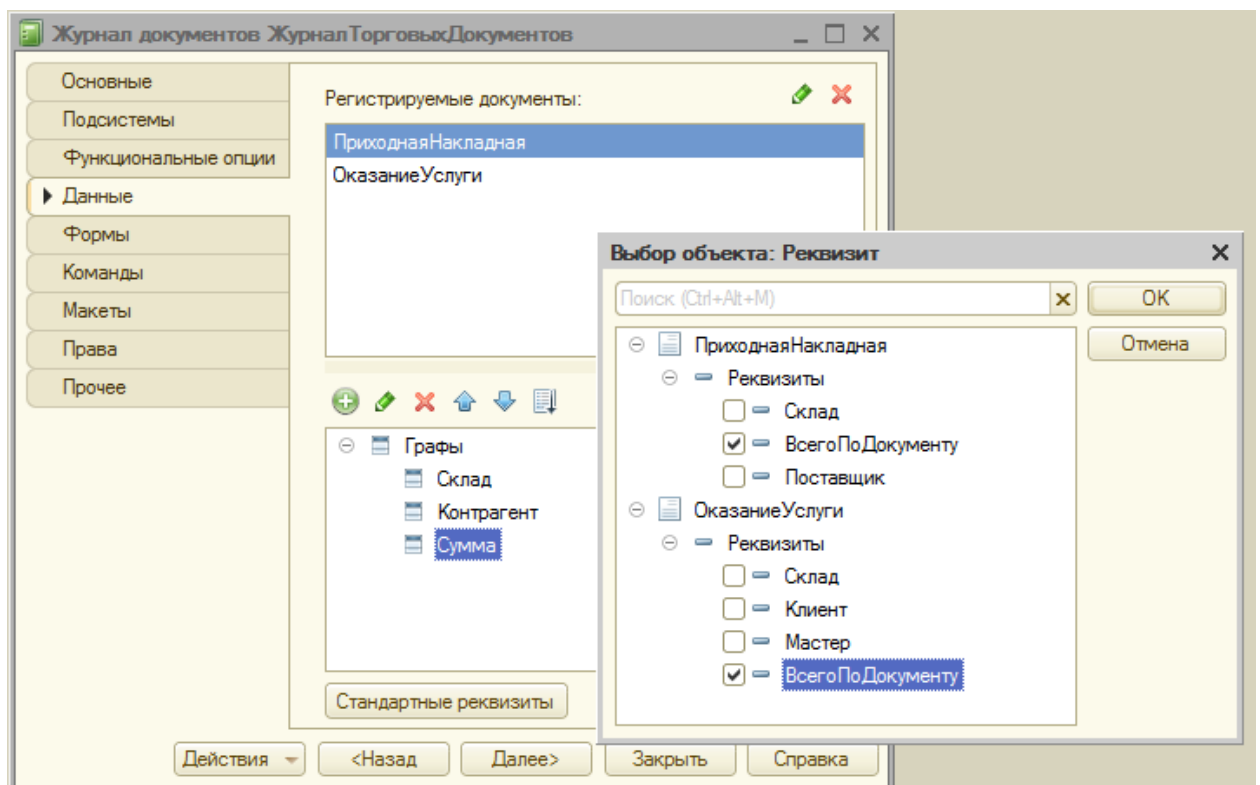 Журнал документов ЖурналТорговыхДокументов
Основные
Подсистемы
Функциональные опции
Данные
Формы
Команды
Макеты
Права
Прочее
Регистрируемые документы:
ПриходнаяНакладная
ОказаниеУслуги
Графы
Склад
Контрагент
Сумма
Стандартные реквизиты
Действия
<Назад
Далее>
Закрыть
Справка
Выбор объекта: Реквизит
Поиск (Ctrl+Alt+M)
OK
Отмена
ПриходнаяНакладная
Реквизиты
Склад
ВсегоПоДокументу
Поставщик
ОказаниеУслуги
Реквизиты
Склад
Клиент
Мастер
ВсегоПоДокументу